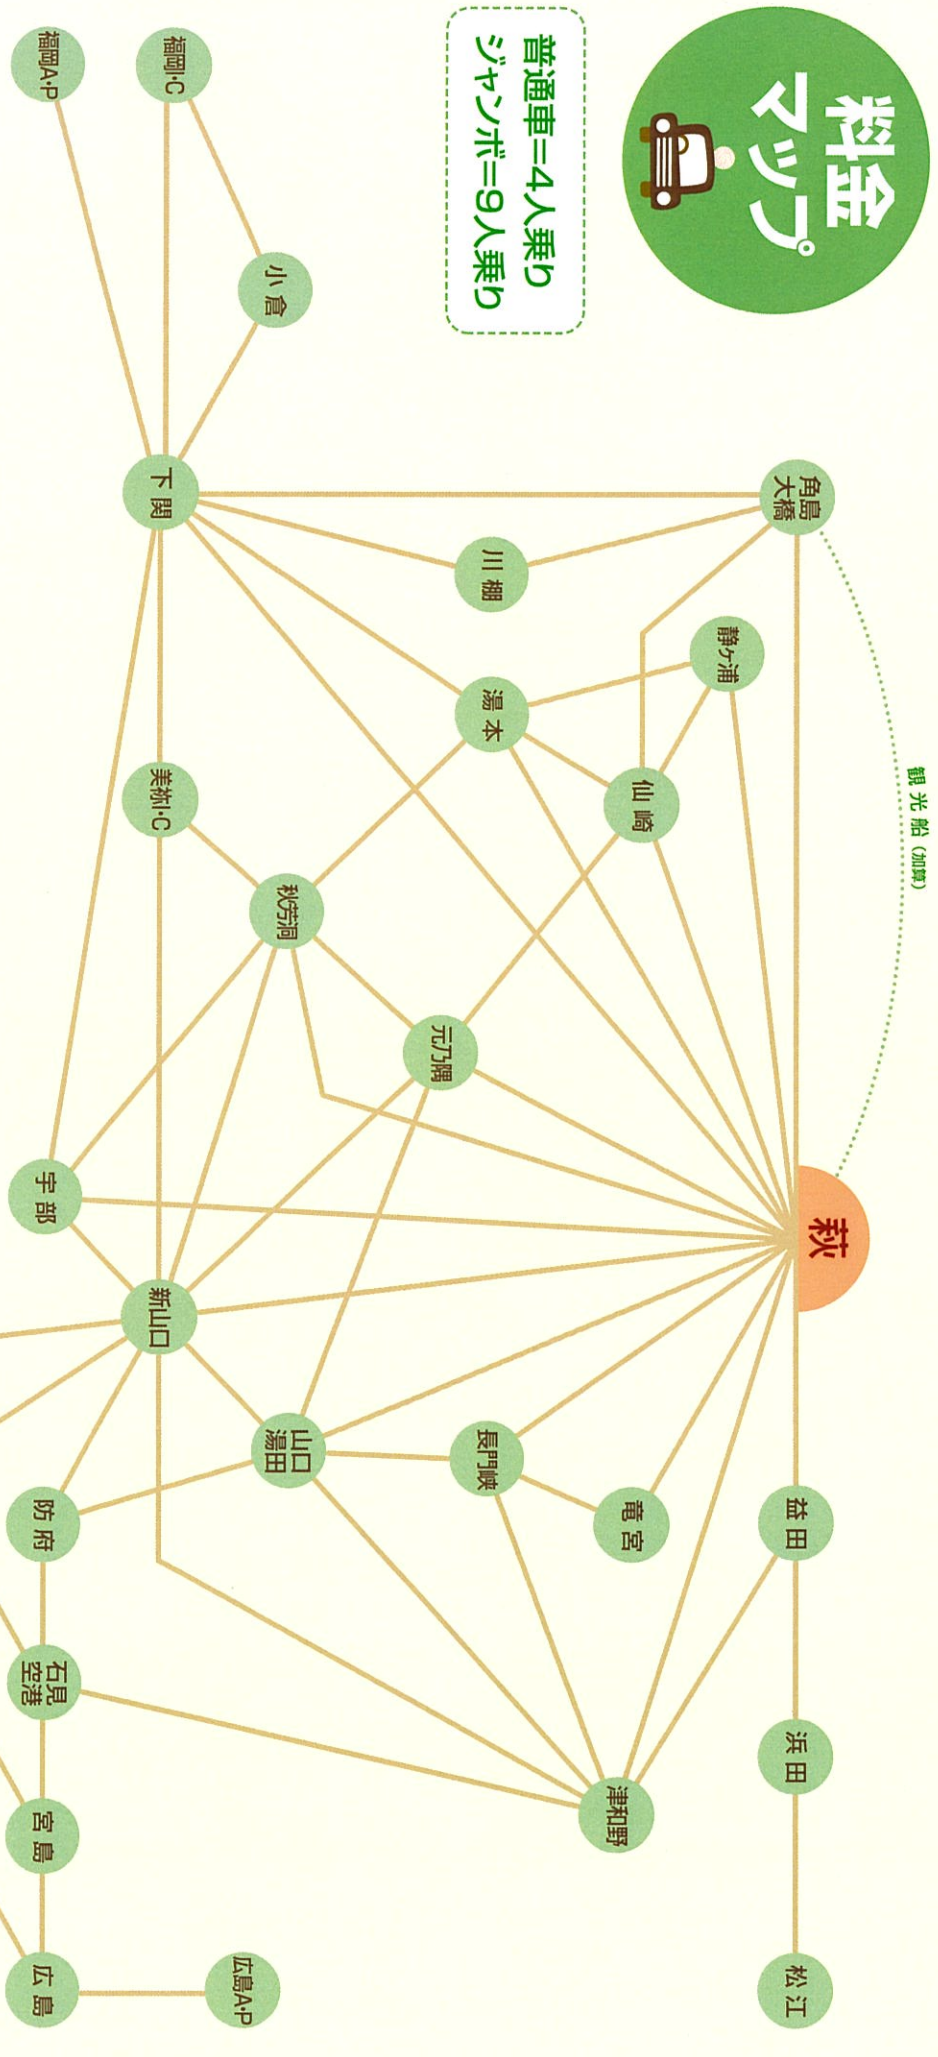 料金
マップ
普通車=4人乗り
ジャンボ=9人乗り
観光船（加算）
萩
角島
大橋
益田
浜田
松江
静ヶ浦
仙崎
竜宮
津和野
川棚
湯本
長門峡
元乃隅
小倉
秋芳洞
山口
湯田
広島A・P
福岡I・C
下関
美祢I・C
新山口
福岡A・P
宇部
防府
石見
空港
宮島
広島